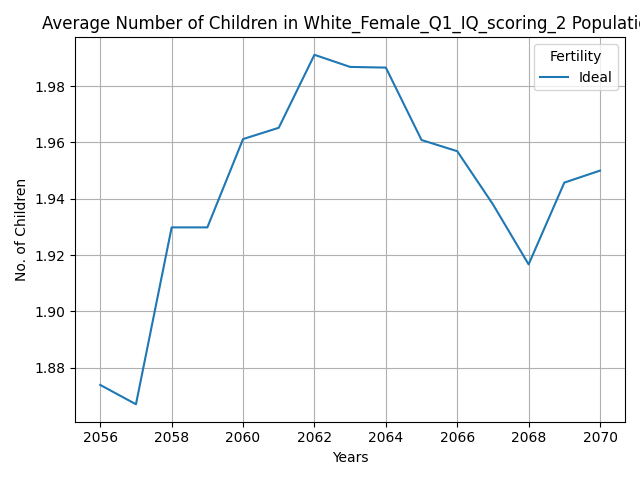 Average Number of Children in White_Female_Q1_IQ_scoring_2 Populatio
Fertility
Ideal
1.98
1.96
1.94
1.92
1.90
1.88
No. of Children
2056 2058 2060 2062 2064 2066 2068 2070
Years